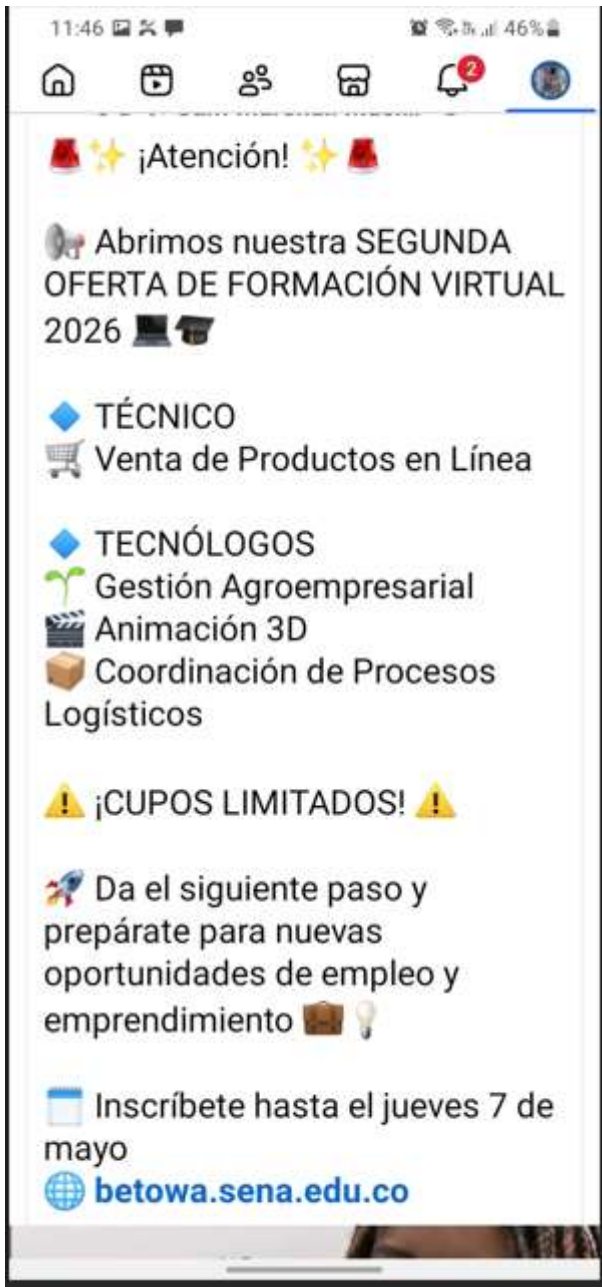 11:46 46%
2
🚨✨ ¡Atención! ✨🚨
📢 Abrimos nuestra SEGUNDA
OFERTA DE FORMACIÓN VIRTUAL
2026 💻🎓
🔷 TÉCNICO
🛒 Venta de Productos en Línea
🔷 TECNÓLOGOS
🌱 Gestión Agroempresarial
🎬 Animación 3D
📦 Coordinación de Procesos
Logísticos
⚠️ ¡CUPOS LIMITADOS! ⚠️
🚀 Da el siguiente paso y
prepárate para nuevas
oportunidades de empleo y
emprendimiento 💼💡
🗓️ Inscríbete hasta el jueves 7 de
mayo
🌐 betowa.sena.edu.co